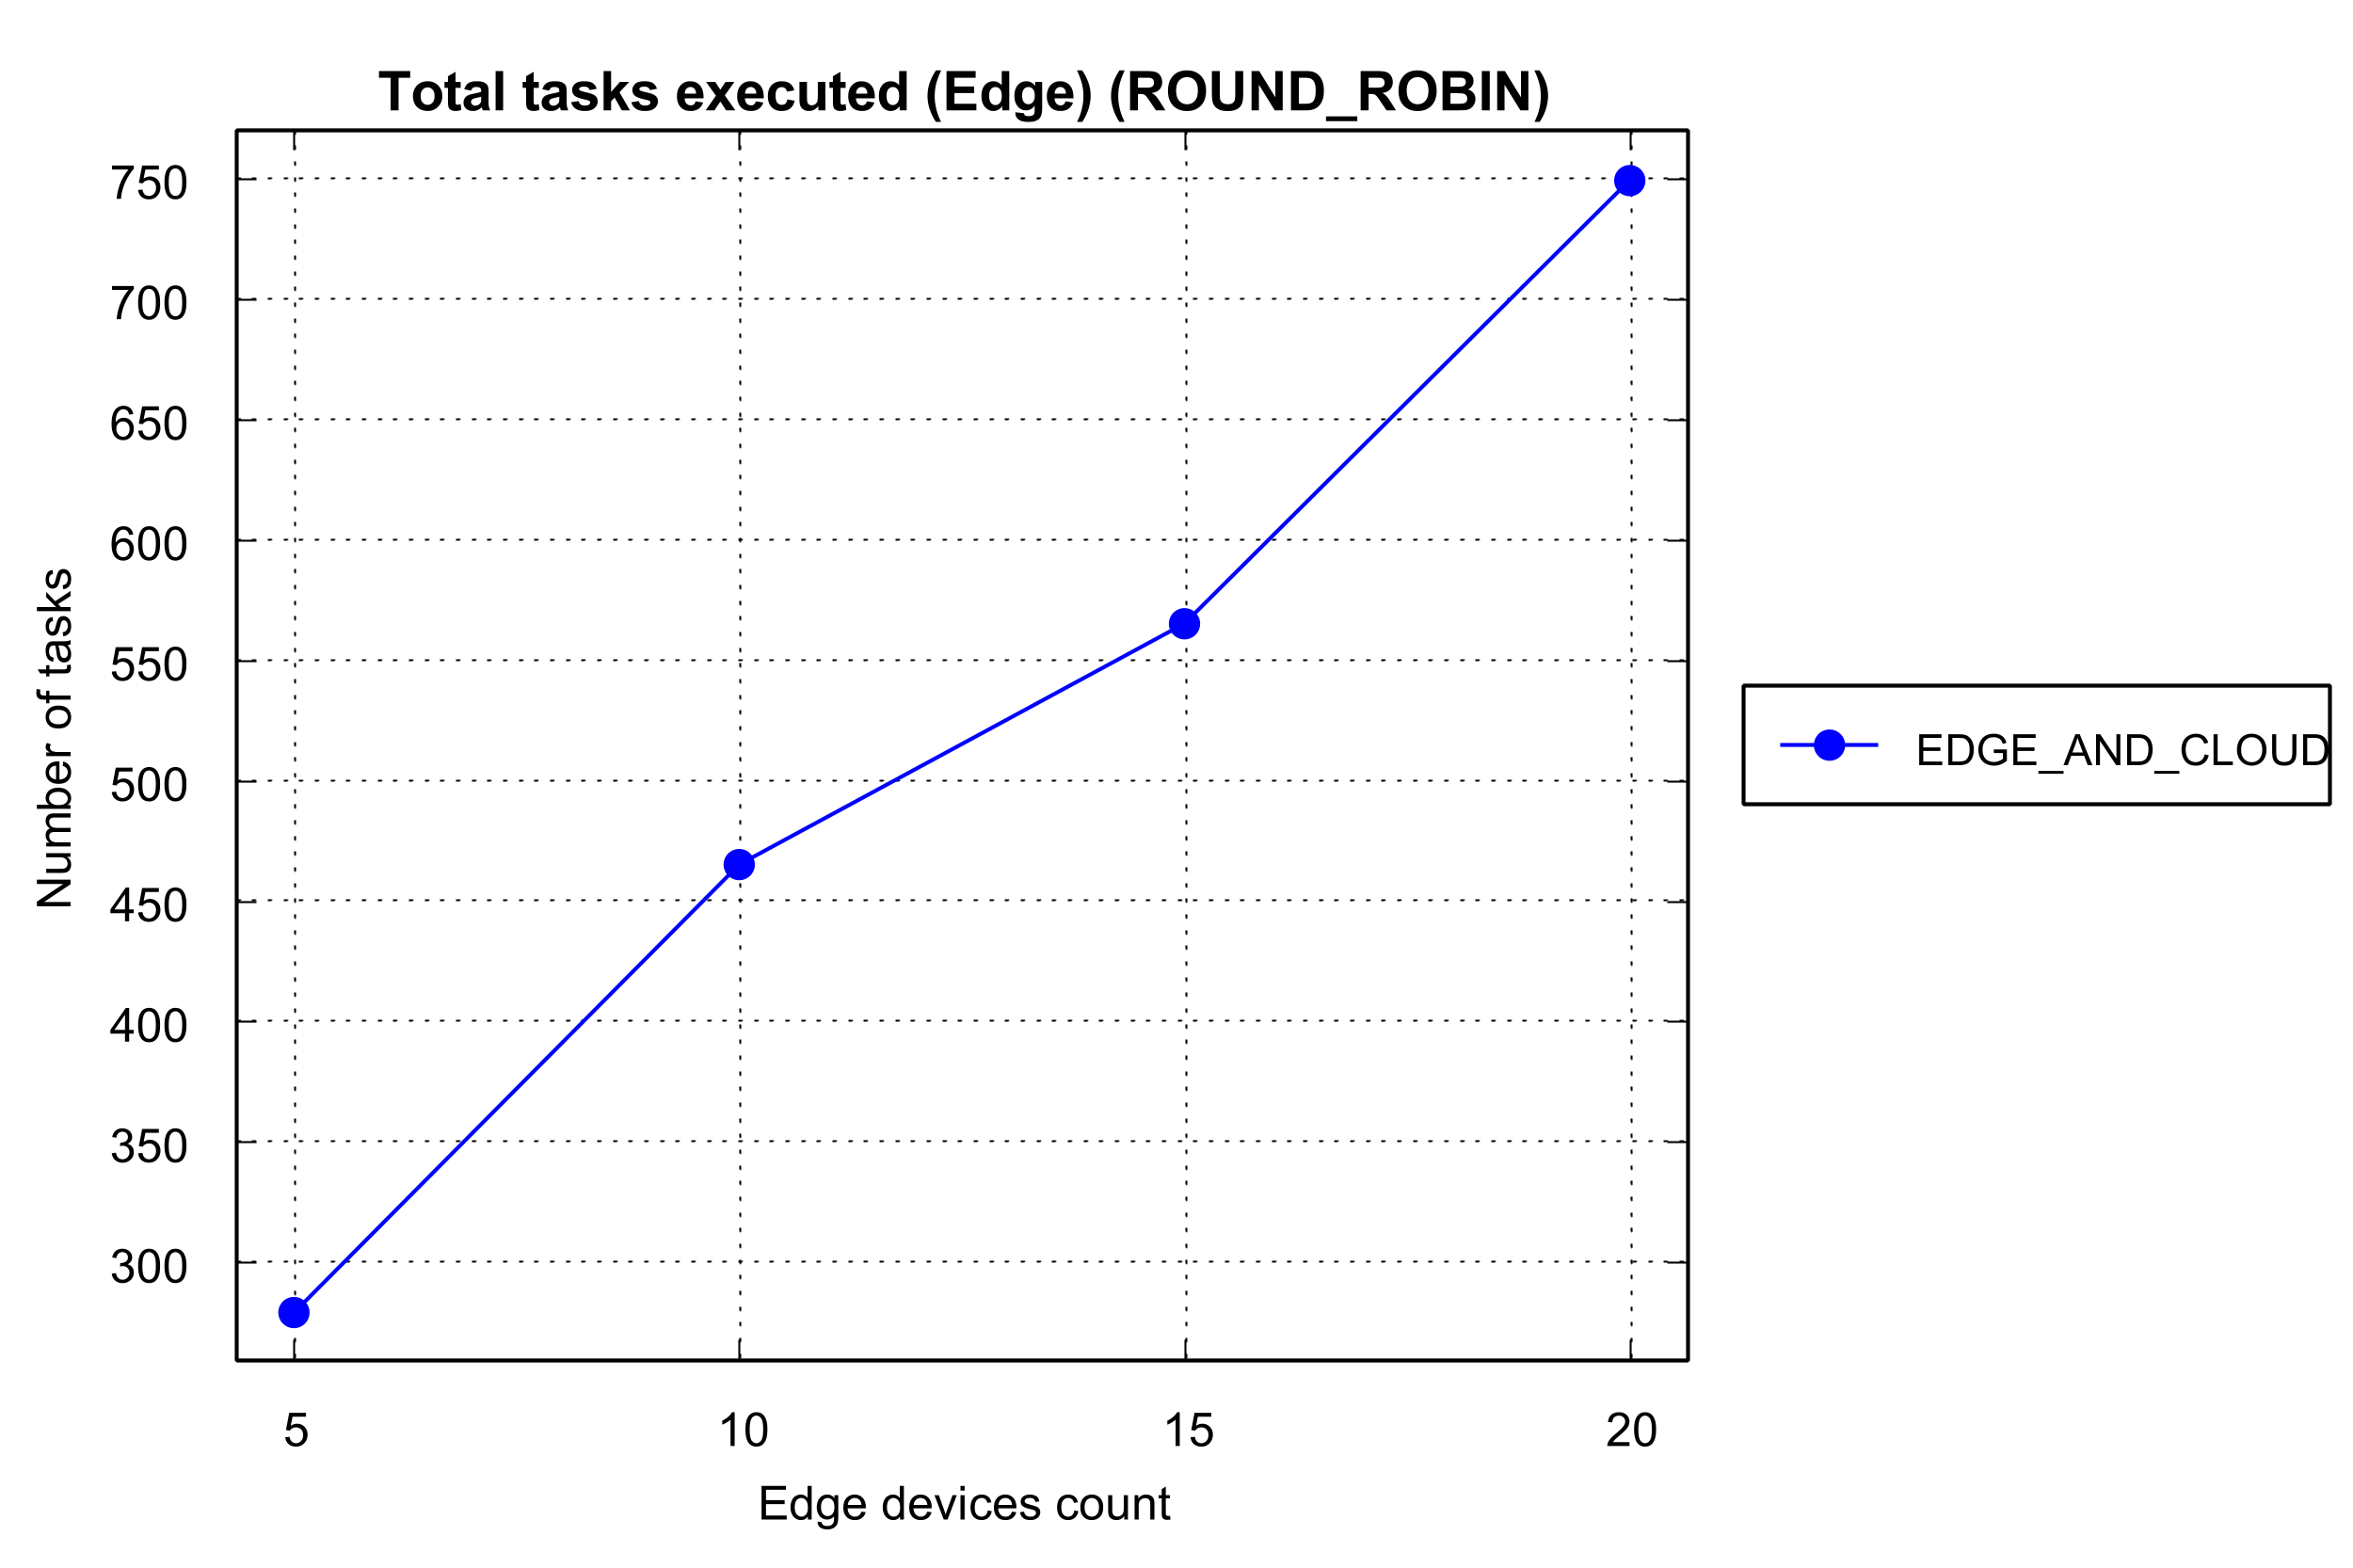 Total tasks executed (Edge) (ROUND_ROBIN)
750
700
650
600
550
500
450
400
350
300
Number of tasks
5 10 15 20
Edge devices count
EDGE_AND_CLOUD